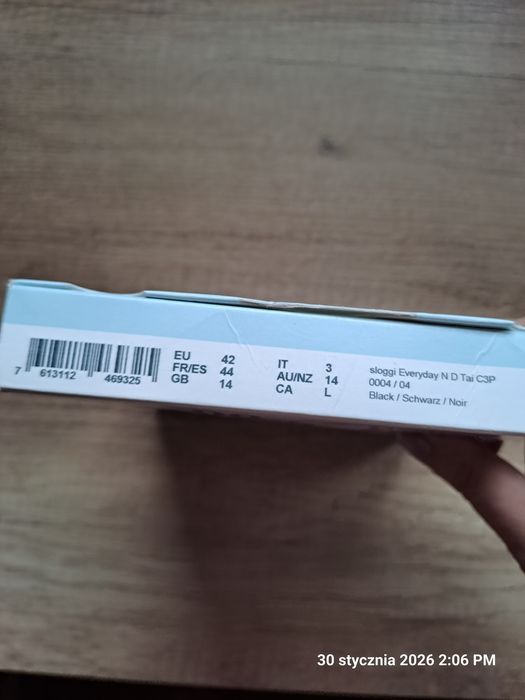 7 613112 469325
EU 42
FR/ES 44
GB 14
IT 3
AU/NZ 14
CA L
sloggi Everyday N D Tai C3P
0004 / 04
Black / Schwarz / Noir
30 stycznia 2026 2:06 PM